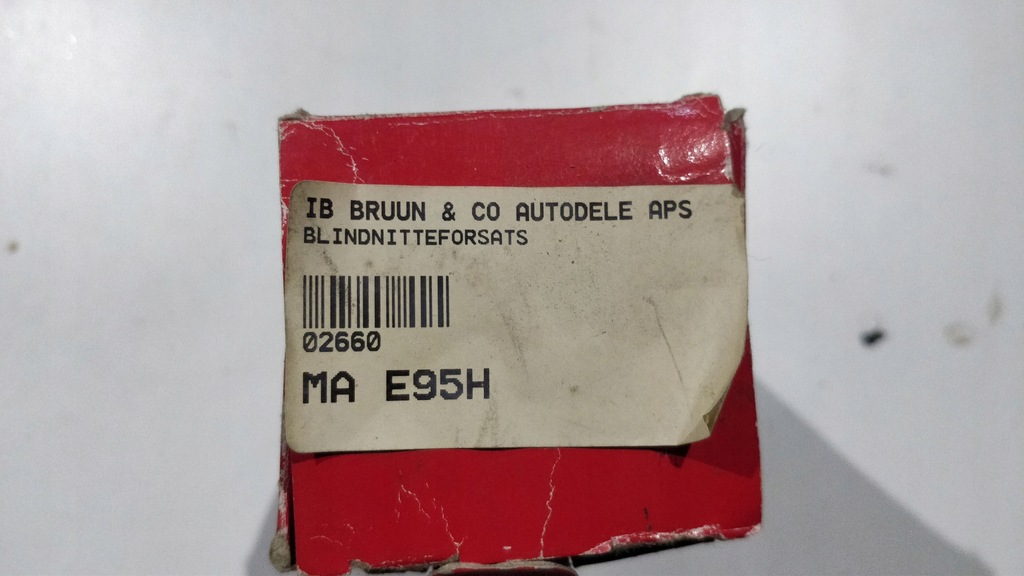 IB BRUUN & CO AUTODELE APS
BLINDNITTEFORSATS
02660
MA E95H